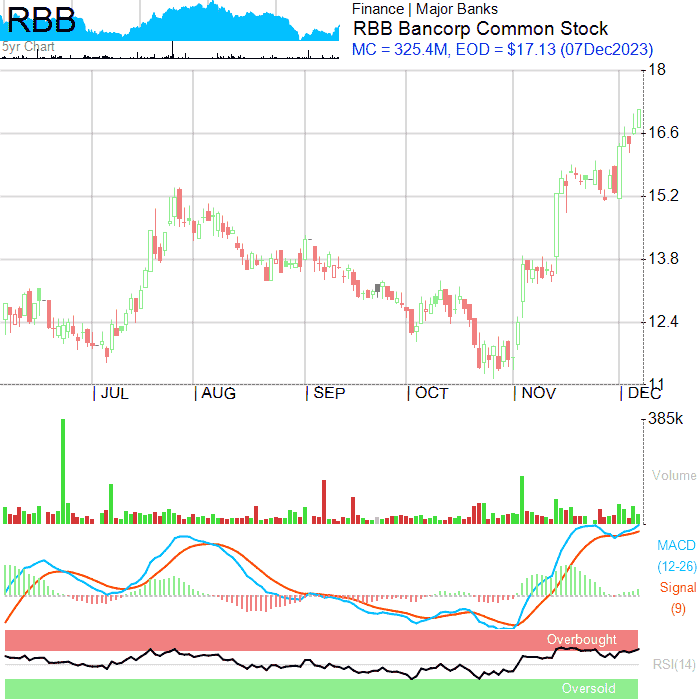 RBB
5yr Chart
Finance | Major Banks
RBB Bancorp Common Stock
MC = 325.4M, EOD = $17.13 (07Dec2023)
18
16.6
15.2
13.8
12.4
11
JUL AUG SEP OCT NOV DEC
385k
Volume
MACD
(12-26)
Signal
(9)
Overbought
RSI(14)
Oversold